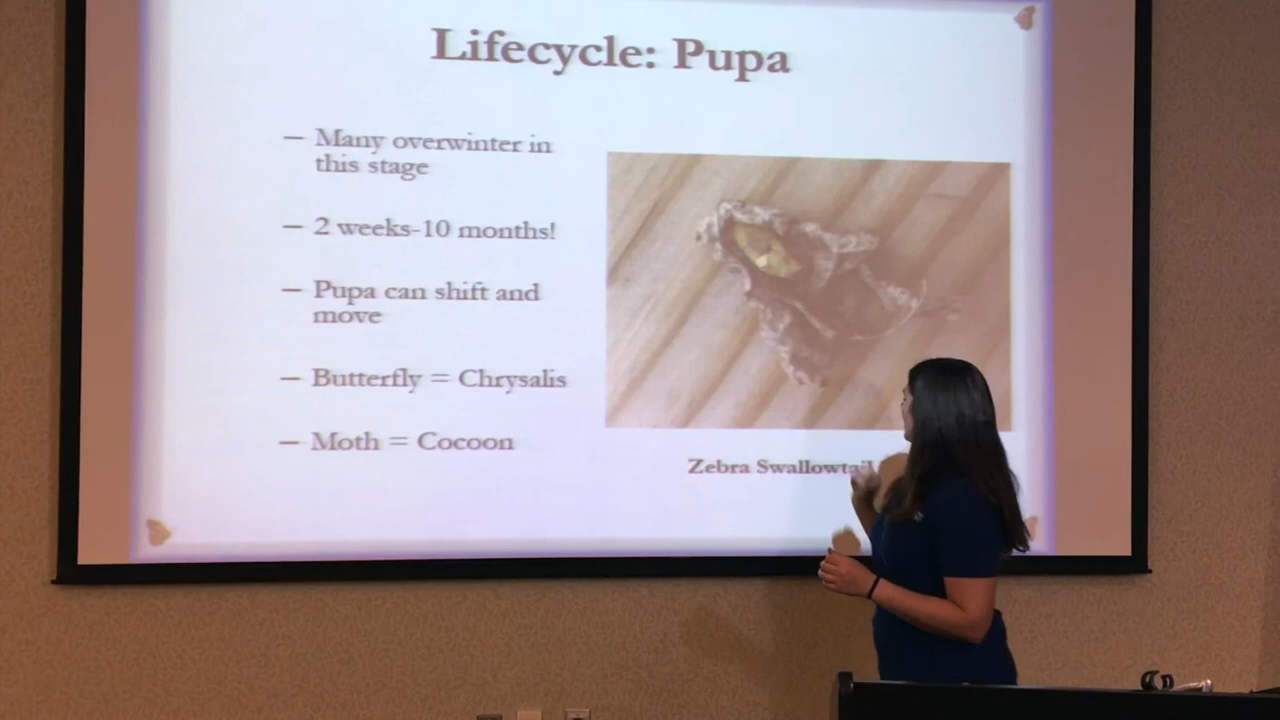 Lifecycle: Pupa
– Many overwinter in
this stage
– 2 weeks-10 months!
– Pupa can shift and
move
– Butterfly = Chrysalis
– Moth = Cocoon
Zebra Swallowtail